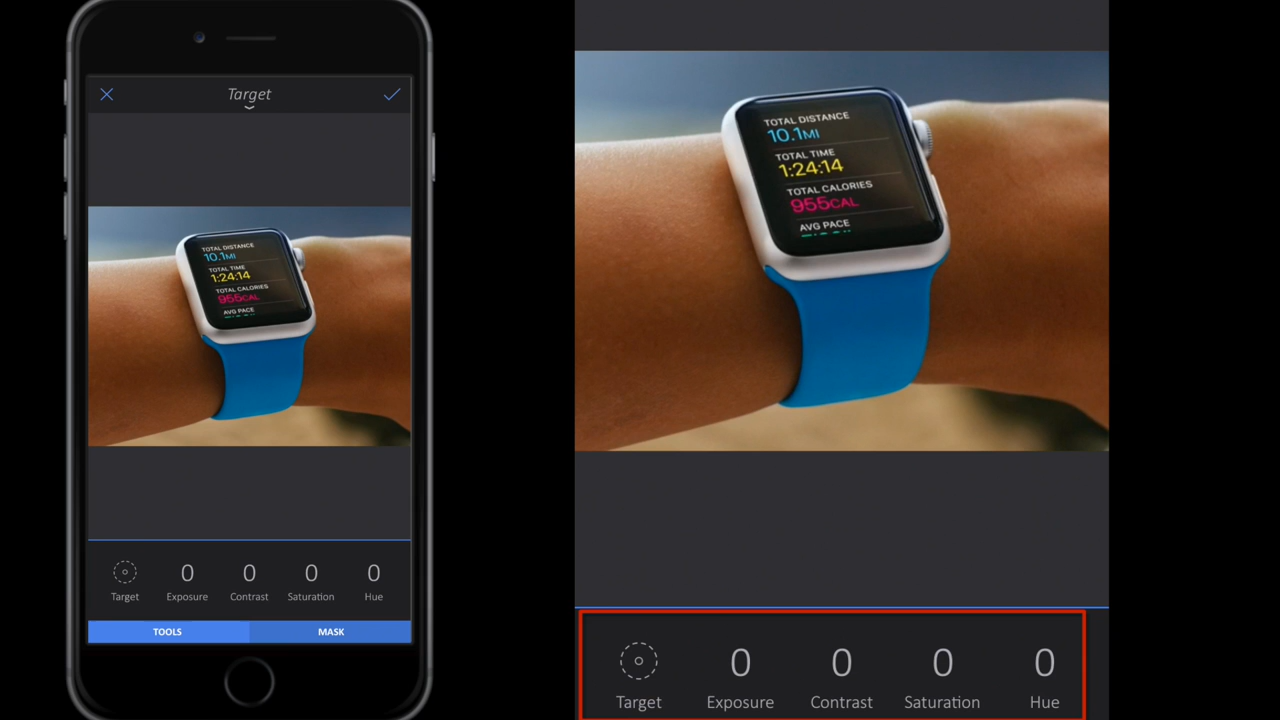 Target
TOTAL DISTANCE
10.1MI
TOTAL TIME
1:24:14
TOTAL CALORIES
955CAL
AVG PACE
0 0 0 0
Target Exposure Contrast Saturation Hue
TOOLS MASK
TOTAL DISTANCE
10.1MI
TOTAL TIME
1:24:14
TOTAL CALORIES
955CAL
AVG PACE
0 0 0 0
Target Exposure Contrast Saturation Hue